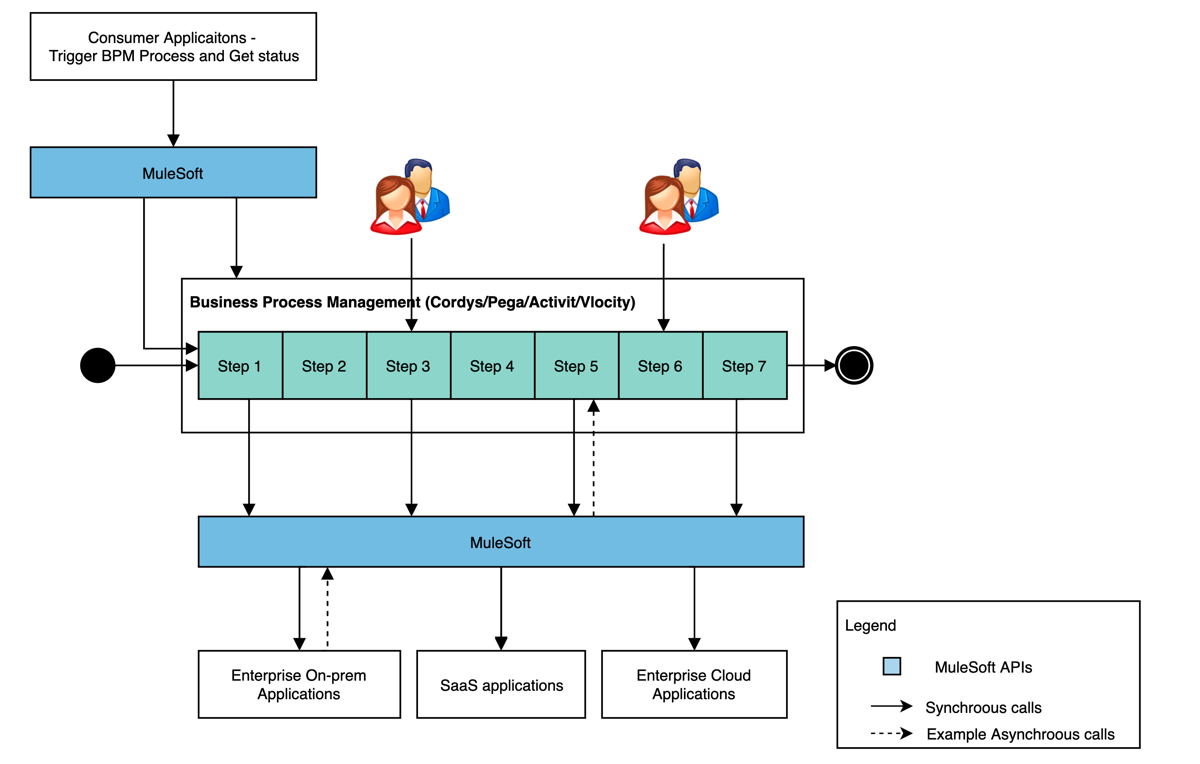 Consumer Applicaitons -
Trigger BPM Process and Get status
MuleSoft
Business Process Management (Cordys/Pega/Activit/Vlocity)
Step 1
Step 2
Step 3
Step 4
Step 5
Step 6
Step 7
MuleSoft
Enterprise On-prem
Applications
SaaS applications
Enterprise Cloud
Applications
Legend
MuleSoft APIs
Synchroous calls
Example Asynchroous calls